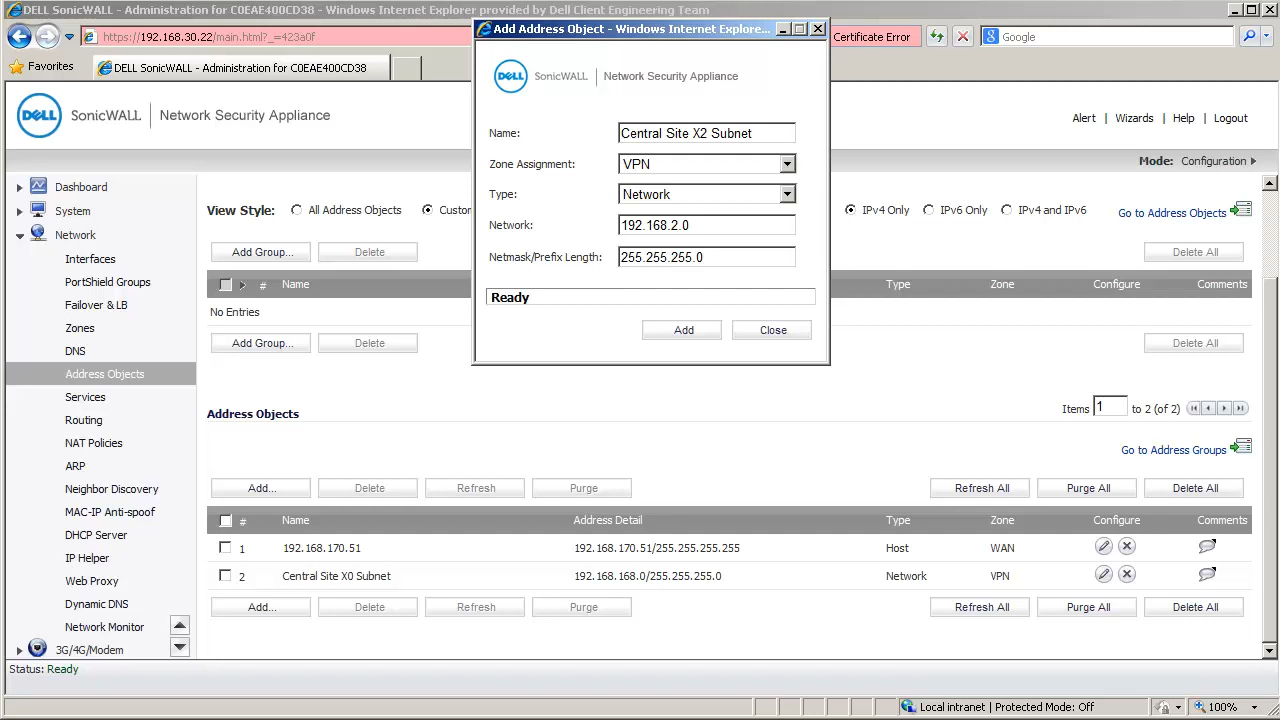 DELL SonicWALL - Administration for C0EAE400CD38 - Windows Internet Explorer provided by Dell Client Engineering Team
https://192.168.30.22/main.html?_=423a0f
Certificate Error
Google
Favorites
DELL SonicWALL - Administration for C0EAE400CD38
DELL SonicWALL | Network Security Appliance
Alert | Wizards | Help | Logout
Mode: Configuration
Add Address Object - Windows Internet Explore...
DELL SonicWALL | Network Security Appliance
Name: Central Site X2 Subnet
Zone Assignment: VPN
Type: Network
Network: 192.168.2.0
Netmask/Prefix Length: 255.255.255.0
Ready
Add Close
Dashboard
System
Network
Interfaces
PortShield Groups
Failover & LB
Zones
DNS
Address Objects
Services
Routing
NAT Policies
ARP
Neighbor Discovery
MAC-IP Anti-spoof
DHCP Server
IP Helper
Web Proxy
Dynamic DNS
Network Monitor
3G/4G/Modem
View Style: All Address Objects Custo
IPv4 Only IPv6 Only IPv4 and IPv6
Go to Address Objects
Add Group... Delete Delete All
# Name Type Zone Configure Comments
No Entries
Add Group... Delete Delete All
Address Objects
Items 1 to 2 (of 2)
Go to Address Groups
Add... Delete Refresh Purge Refresh All Purge All Delete All
# Name Address Detail Type Zone Configure Comments
1 192.168.170.51 192.168.170.51/255.255.255.255 Host WAN
2 Central Site X0 Subnet 192.168.168.0/255.255.255.0 Network VPN
Add... Delete Refresh Purge Refresh All Purge All Delete All
Status: Ready
Local intranet | Protected Mode: Off
100%